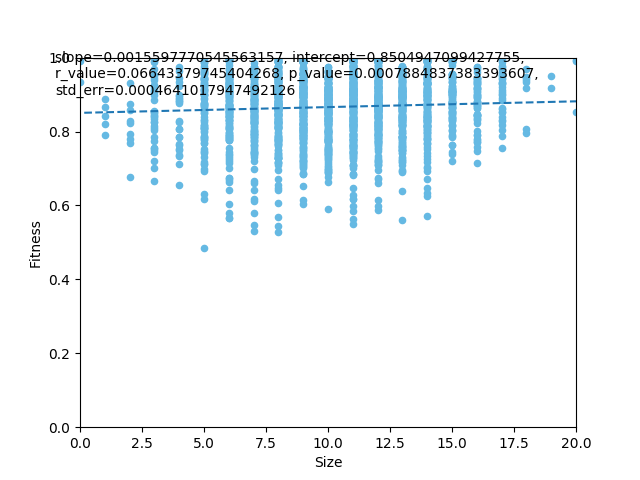 slope=0.0015597770545563157, intercept=0.8504947099427755,
r_value=0.06643379745404268, p_value=0.0007884837383393607,
std_err=0.0004641017947492126
1.0
0.8
0.6
0.4
0.2
0.0
Fitness
0.0 2.5 5.0 7.5 10.0 12.5 15.0 17.5 20.0
Size